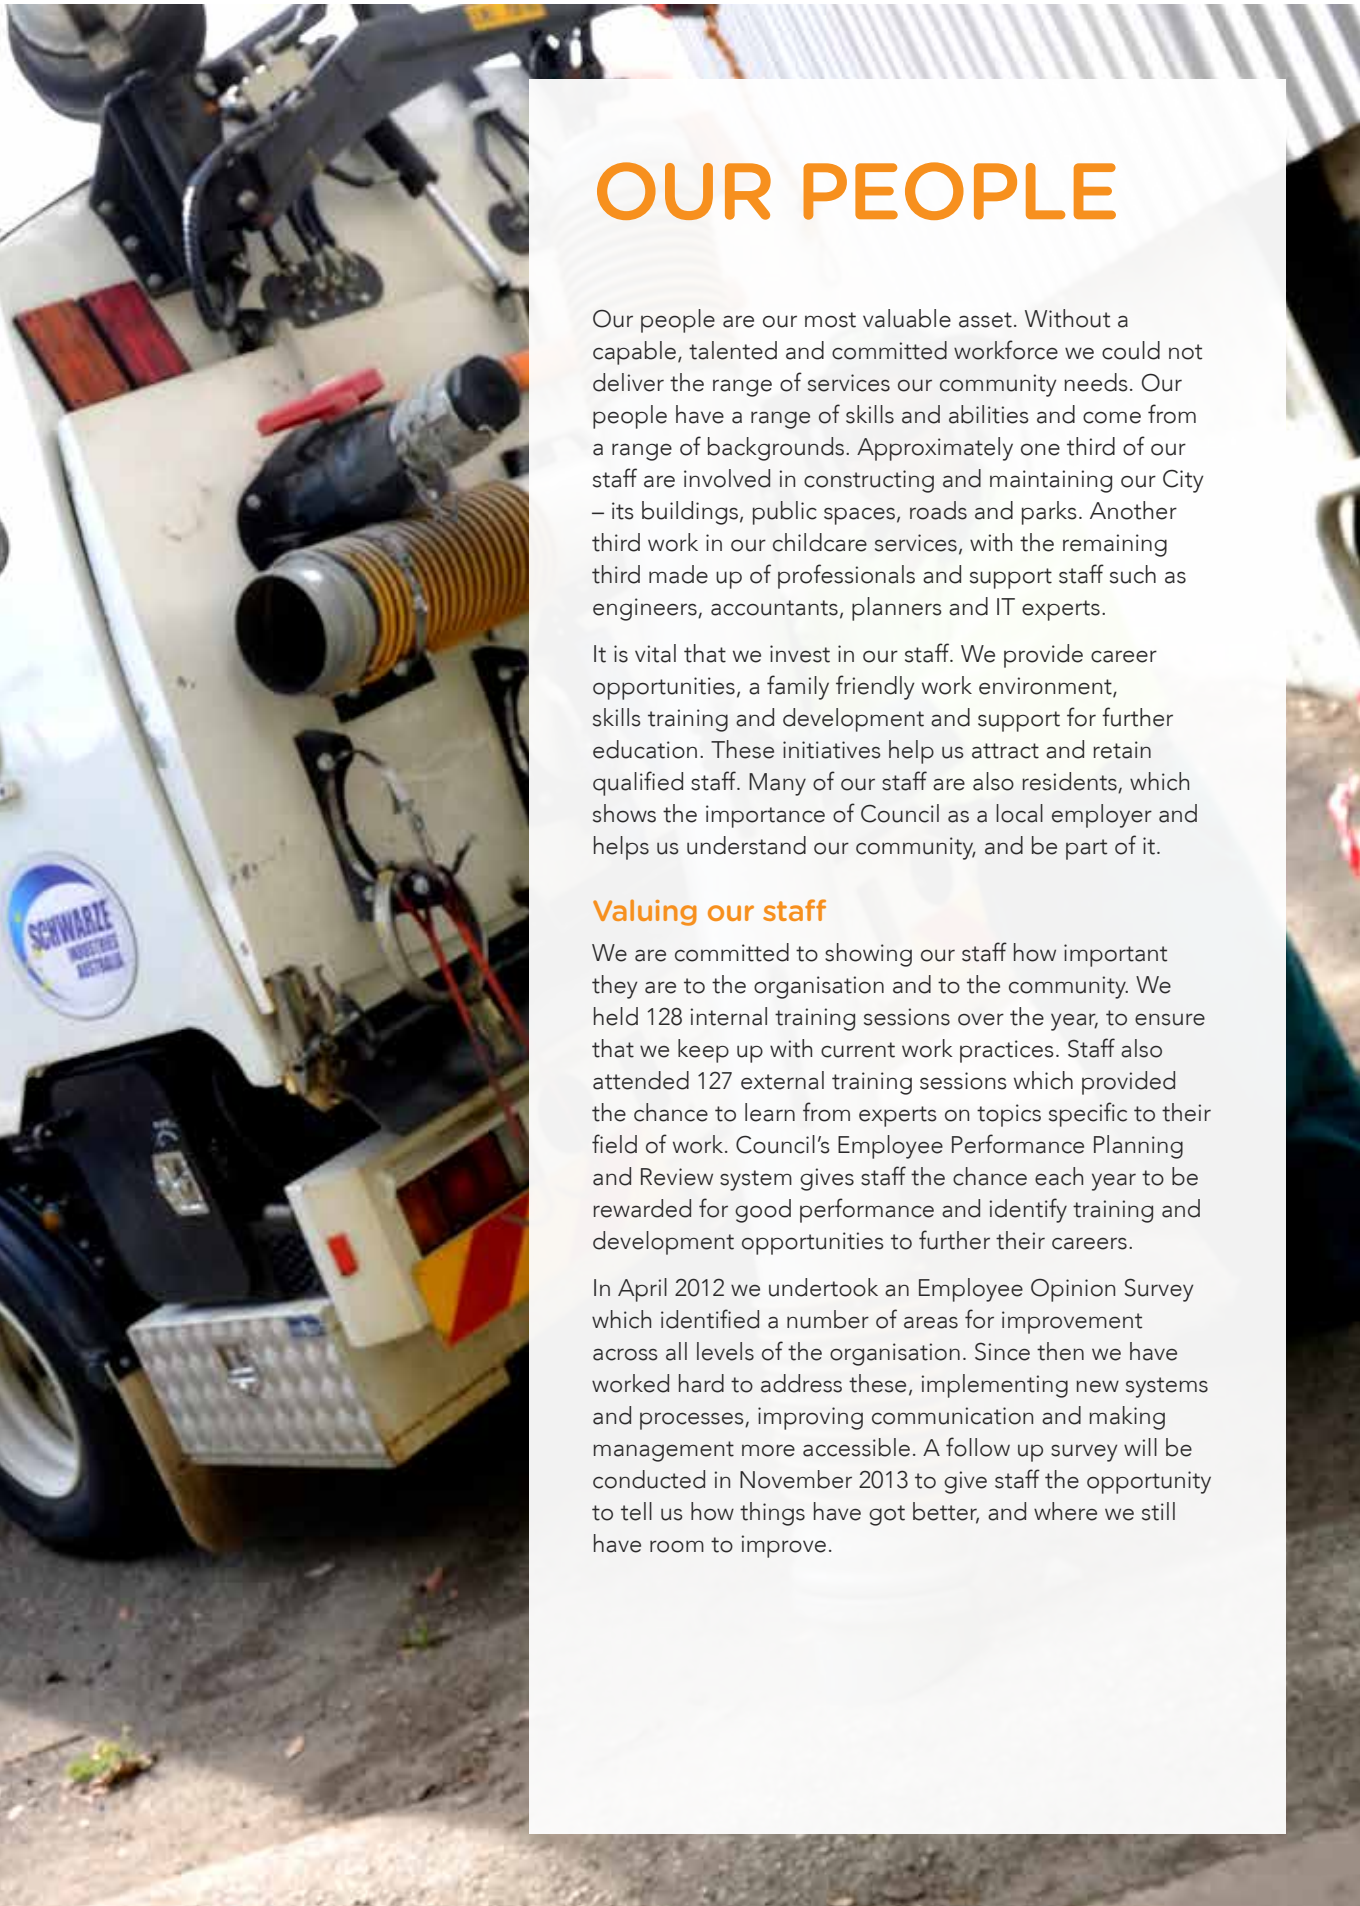 OUR PEOPLE
Our people are our most valuable asset. Without a
capable, talented and committed workforce we could not
deliver the range of services our community needs. Our
people have a range of skills and abilities and come from
a range of backgrounds. Approximately one third of our
staff are involved in constructing and maintaining our City
– its buildings, public spaces, roads and parks. Another
third work in our childcare services, with the remaining
third made up of professionals and support staff such as
engineers, accountants, planners and IT experts.
It is vital that we invest in our staff. We provide career
opportunities, a family friendly work environment,
skills training and development and support for further
education. These initiatives help us attract and retain
qualified staff. Many of our staff are also residents, which
shows the importance of Council as a local employer and
helps us understand our community, and be part of it.
Valuing our staff
We are committed to showing our staff how important
they are to the organisation and to the community. We
held 128 internal training sessions over the year, to ensure
that we keep up with current work practices. Staff also
attended 127 external training sessions which provided
the chance to learn from experts on topics specific to their
field of work. Council’s Employee Performance Planning
and Review system gives staff the chance each year to be
rewarded for good performance and identify training and
development opportunities to further their careers.
In April 2012 we undertook an Employee Opinion Survey
which identified a number of areas for improvement
across all levels of the organisation. Since then we have
worked hard to address these, implementing new systems
and processes, improving communication and making
management more accessible. A follow up survey will be
conducted in November 2013 to give staff the opportunity
to tell us how things have got better, and where we still
have room to improve.
SCHWARZE
INDUSTRIES
AUSTRALIA